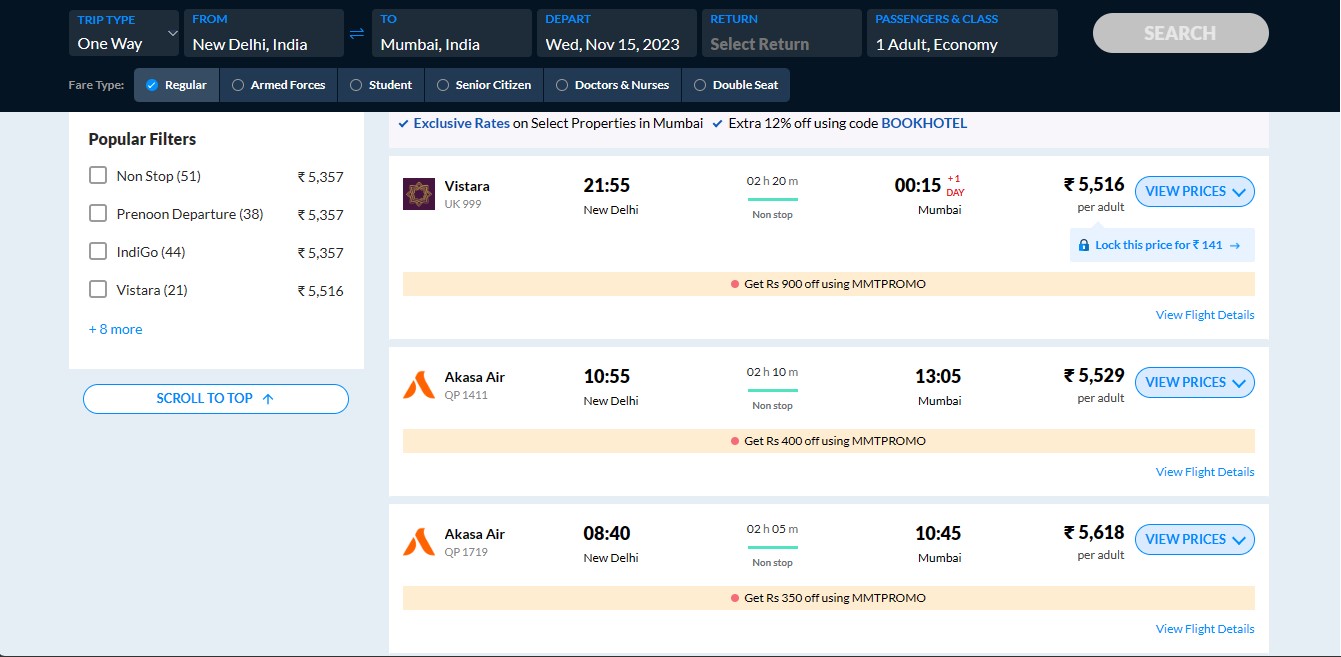 TRIP TYPE
One Way
FROM
New Delhi, India
TO
Mumbai, India
DEPART
Wed, Nov 15, 2023
RETURN
Select Return
PASSENGERS & CLASS
1 Adult, Economy
SEARCH
Fare Type: Regular Armed Forces Student Senior Citizen Doctors & Nurses Double Seat
Popular Filters
Non Stop (51) ₹ 5,357
Prenoon Departure (38) ₹ 5,357
IndiGo (44) ₹ 5,357
Vistara (21) ₹ 5,516
+ 8 more
SCROLL TO TOP ↑
Exclusive Rates on Select Properties in Mumbai Extra 12% off using code BOOKHOTEL
Vistara
UK 999
21:55
New Delhi
02 h 20 m
Non stop
00:15 +1 DAY
Mumbai
₹ 5,516
per adult
VIEW PRICES
Lock this price for ₹ 141 →
Get Rs 900 off using MMTPROMO
View Flight Details
Akasa Air
QP 1411
10:55
New Delhi
02 h 10 m
Non stop
13:05
Mumbai
₹ 5,529
per adult
VIEW PRICES
Get Rs 400 off using MMTPROMO
View Flight Details
Akasa Air
QP 1719
08:40
New Delhi
02 h 05 m
Non stop
10:45
Mumbai
₹ 5,618
per adult
VIEW PRICES
Get Rs 350 off using MMTPROMO
View Flight Details